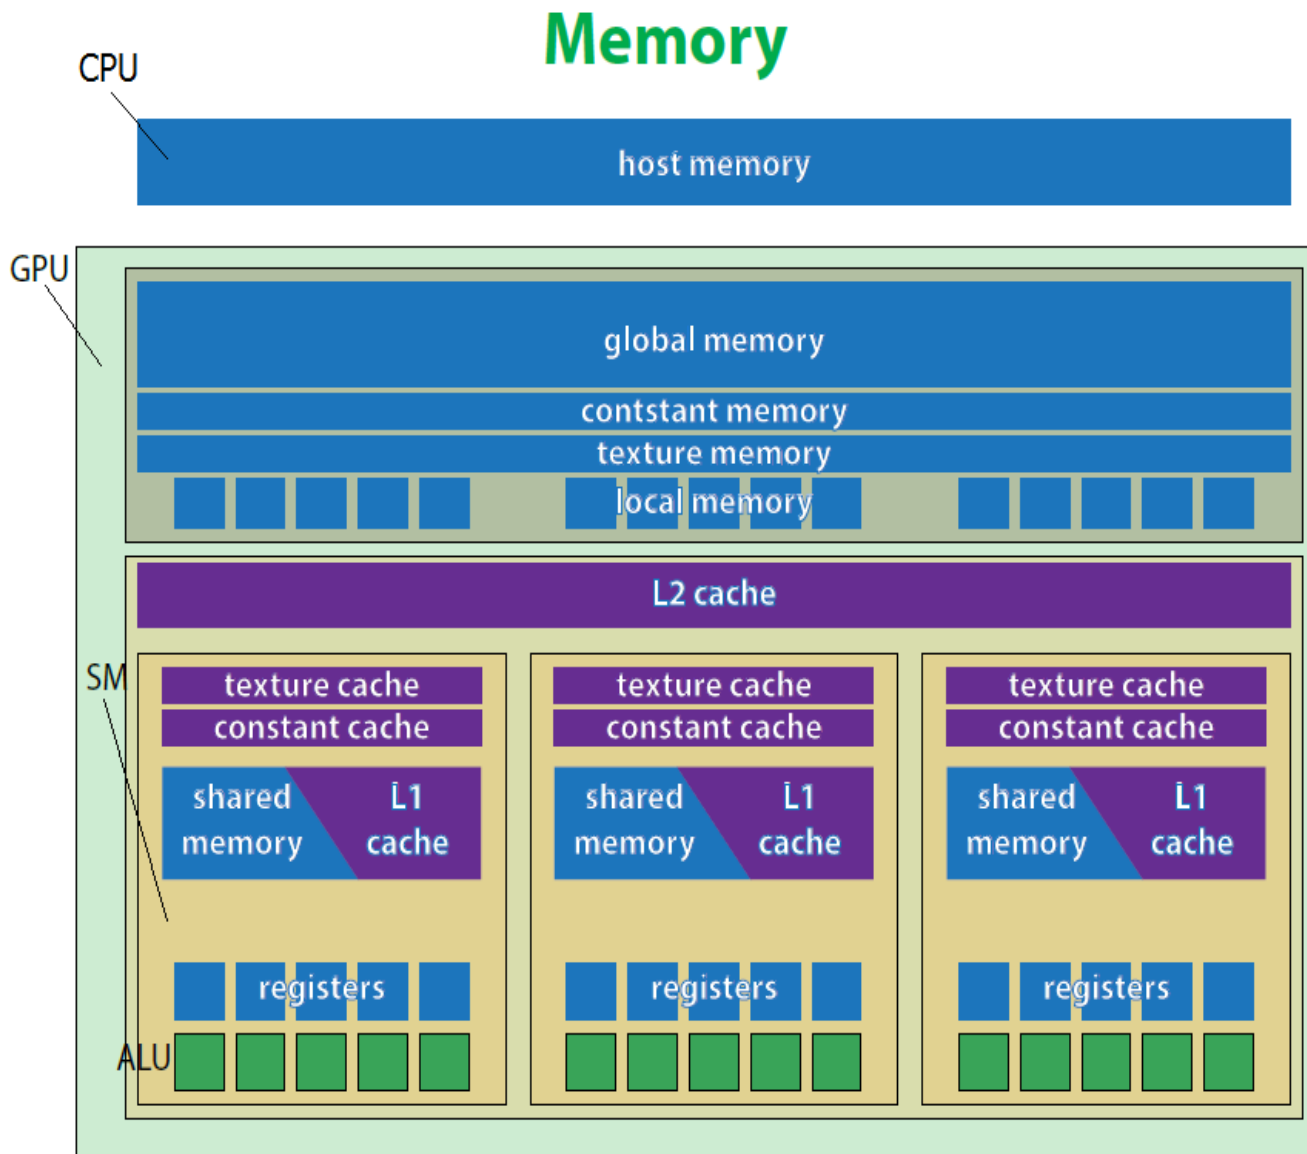 Memory
CPU
host memory
GPU
global memory
contstant memory
texture memory
local memory
L2 cache
SM
texture cache
constant cache
shared memory
L1 cache
registers
texture cache
constant cache
shared memory
L1 cache
registers
texture cache
constant cache
shared memory
L1 cache
registers
ALU